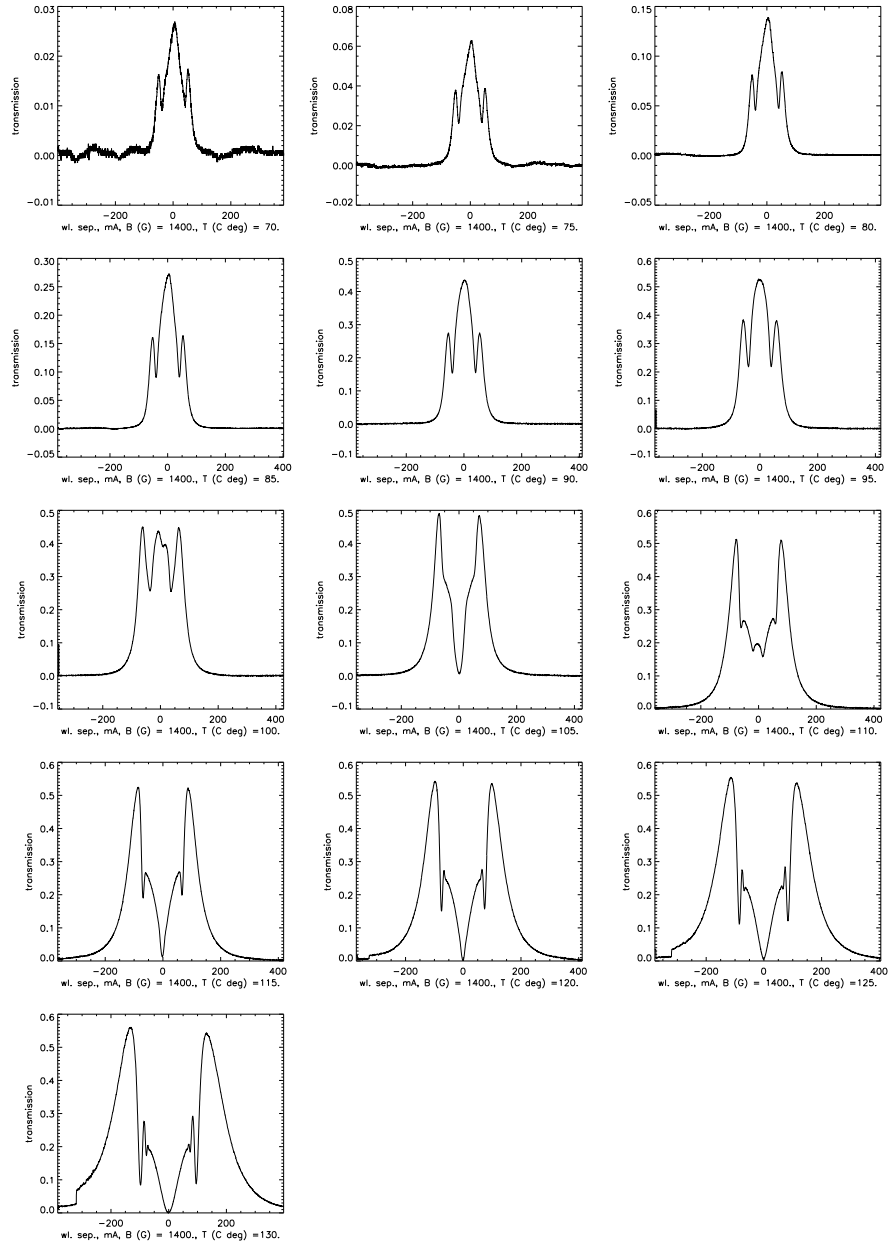 0.03
0.02
0.01
0.00
−0.01
transmission
−200 0 200
wl. sep., mA, B (G) = 1400., T (C deg) = 70.
0.08
0.06
0.04
0.02
0.00
−0.02
transmission
−200 0 200
wl. sep., mA, B (G) = 1400., T (C deg) = 75.
0.15
0.10
0.05
0.00
−0.05
transmission
−200 0 200
wl. sep., mA, B (G) = 1400., T (C deg) = 80.
0.30
0.25
0.20
0.15
0.10
0.05
0.00
−0.05
transmission
−200 0 200 400
wl. sep., mA, B (G) = 1400., T (C deg) = 85.
0.5
0.4
0.3
0.2
0.1
0.0
−0.1
transmission
−200 0 200 400
wl. sep., mA, B (G) = 1400., T (C deg) = 90.
0.6
0.5
0.4
0.3
0.2
0.1
0.0
−0.1
transmission
−200 0 200 400
wl. sep., mA, B (G) = 1400., T (C deg) = 95.
0.5
0.4
0.3
0.2
0.1
0.0
−0.1
transmission
−200 0 200 400
wl. sep., mA, B (G) = 1400., T (C deg) =100.
0.5
0.4
0.3
0.2
0.1
0.0
−0.1
transmission
−200 0 200 400
wl. sep., mA, B (G) = 1400., T (C deg) =105.
0.6
0.5
0.4
0.3
0.2
0.1
0.0
transmission
−200 0 200 400
wl. sep., mA, B (G) = 1400., T (C deg) =110.
0.6
0.5
0.4
0.3
0.2
0.1
0.0
transmission
−200 0 200 400
wl. sep., mA, B (G) = 1400., T (C deg) =115.
0.6
0.5
0.4
0.3
0.2
0.1
0.0
transmission
−200 0 200 400
wl. sep., mA, B (G) = 1400., T (C deg) =120.
0.6
0.5
0.4
0.3
0.2
0.1
0.0
transmission
−200 0 200 400
wl. sep., mA, B (G) = 1400., T (C deg) =125.
0.6
0.5
0.4
0.3
0.2
0.1
0.0
transmission
−200 0 200
wl. sep., mA, B (G) = 1400., T (C deg) =130.